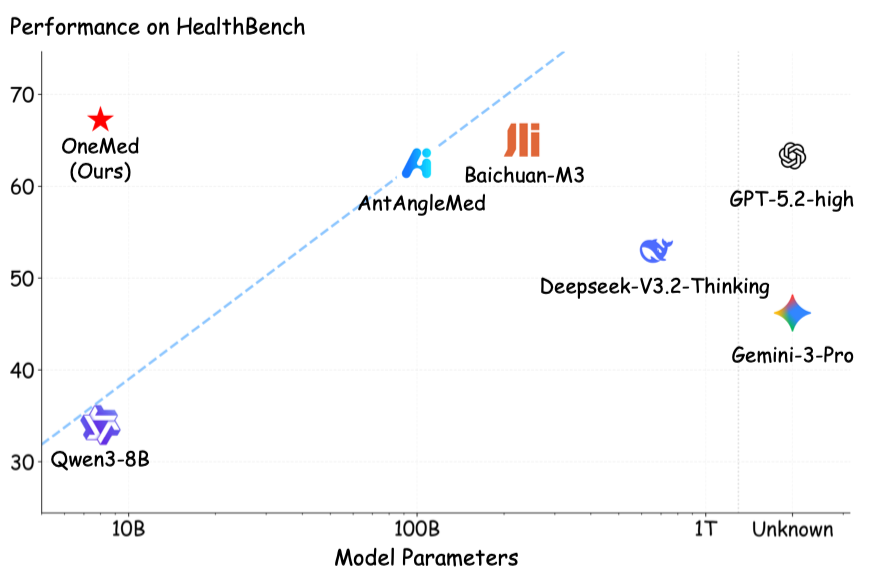 Performance on HealthBench
70
OneMed
(Ours)
Baichuan-M3
60
AntAngleMed
GPT-5.2-high
50
Deepseek-V3.2-Thinking
Gemini-3-Pro
40
Qwen3-8B
30
10B
100B
1T
Unknown
Model Parameters